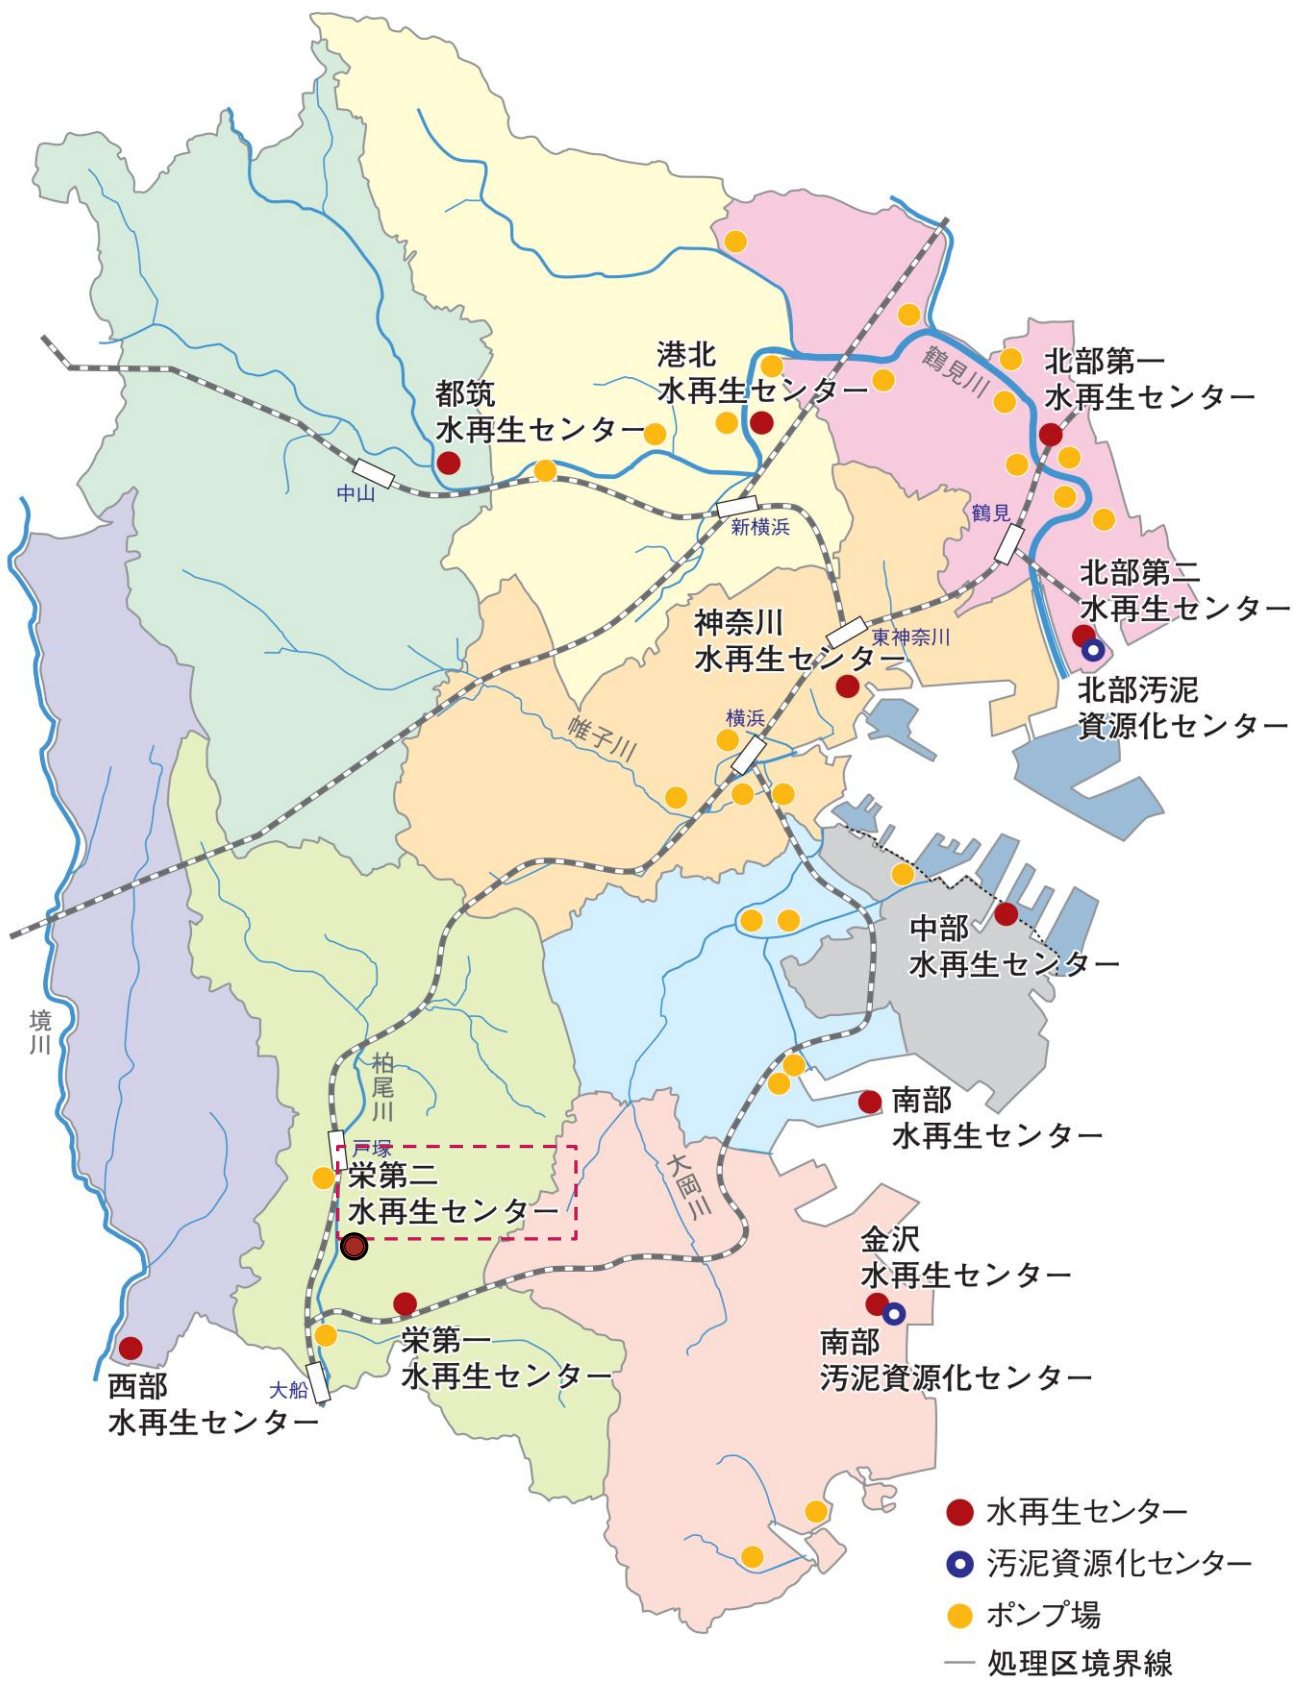 港北
水再生センター
鶴見川
北部第一
水再生センター
都筑
水再生センター
中山
新横浜
鶴見
北部第二
水再生センター
神奈川
水再生センター
東神奈川
北部汚泥
資源化センター
横浜
帷子川
中部
水再生センター
境川
柏尾川
南部
水再生センター
戸塚
栄第二
水再生センター
大岡川
金沢
水再生センター
南部
汚泥資源化センター
栄第一
水再生センター
西部
水再生センター
大船
水再生センター
汚泥資源化センター
ポンプ場
処理区境界線